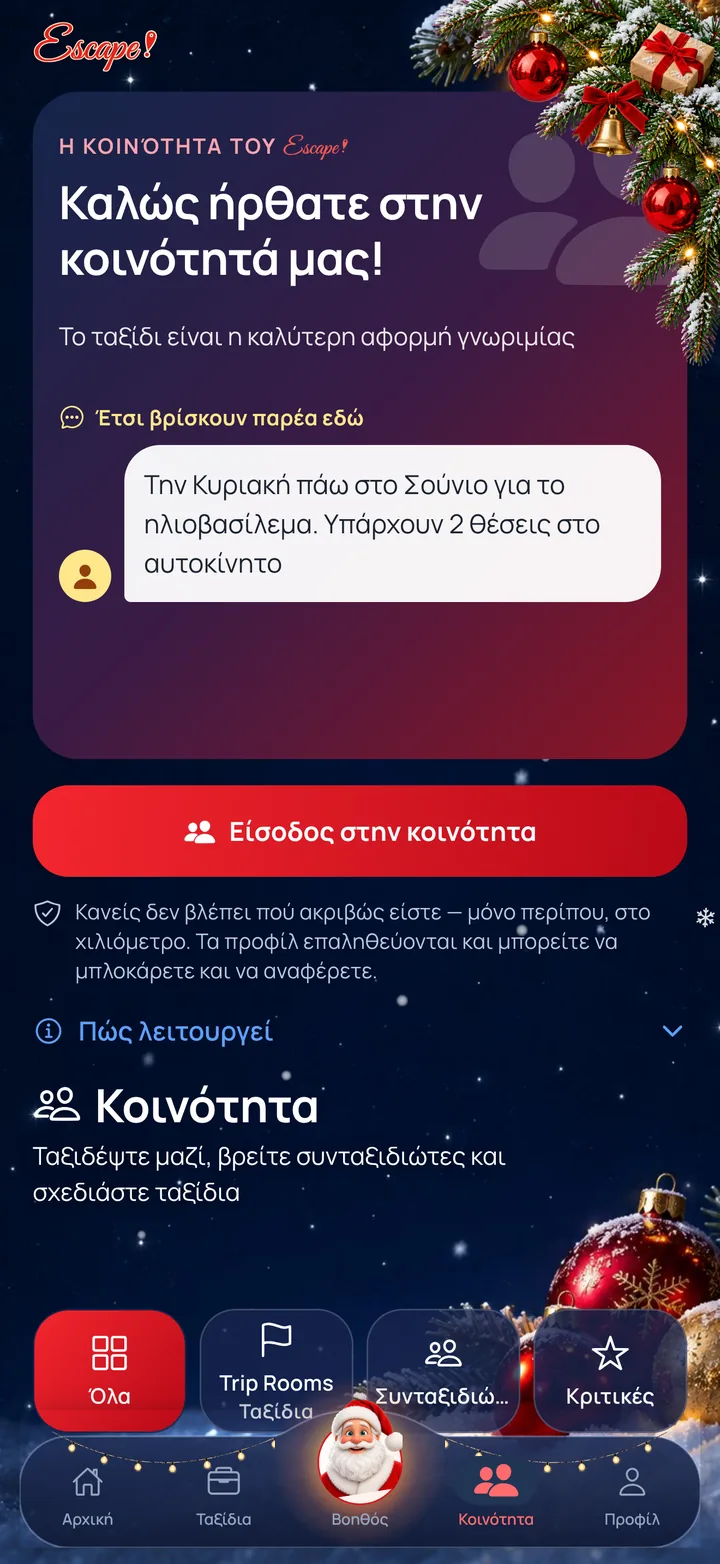 Escape!
Η ΚΟΙΝΌΤΗΤΑ ΤΟΥ Escape!
Καλώς ήρθατε στην
κοινότητά μας!
Το ταξίδι είναι η καλύτερη αφορμή γνωριμίας
Έτσι βρίσκουν παρέα εδώ
Την Κυριακή πάω στο Σούνιο για το
ηλιοβασίλεμα. Υπάρχουν 2 θέσεις στο
αυτοκίνητο
Είσοδος στην κοινότητα
Κανείς δεν βλέπει πού ακριβώς είστε — μόνο περίπου, στο
χιλιόμετρο. Τα προφίλ επαληθεύονται και μπορείτε να
μπλοκάρετε και να αναφέρετε.
Πώς λειτουργεί
Κοινότητα
Ταξιδέψτε μαζί, βρείτε συνταξιδιώτες και
σχεδιάστε ταξίδια
Όλα
Trip Rooms
Ταξίδια
Συνταξιδιώ...
Κριτικές
Αρχική
Ταξίδια
Βοηθός
Κοινότητα
Προφίλ